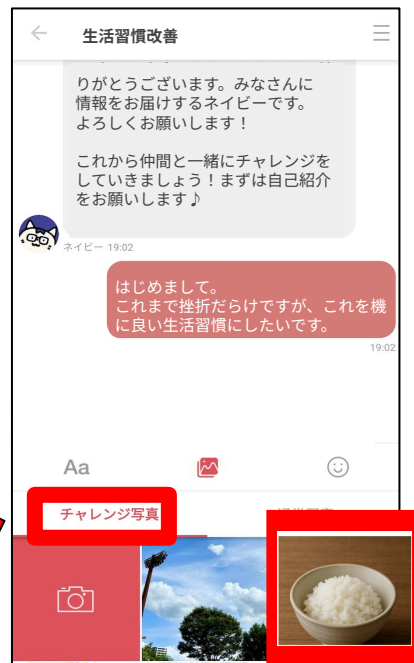 生活習慣改善
りがとうございます。みなさんに
情報をお届けするネイビーです。
よろしくお願いします！
これから仲間と一緒にチャレンジを
していきましょう！まずは自己紹介
をお願いします♪
ネイビー 19:02
はじめまして。
これまで挫折だらけですが、これを機
に良い生活習慣にしたいです。
19:02
Aa
チャレンジ写真